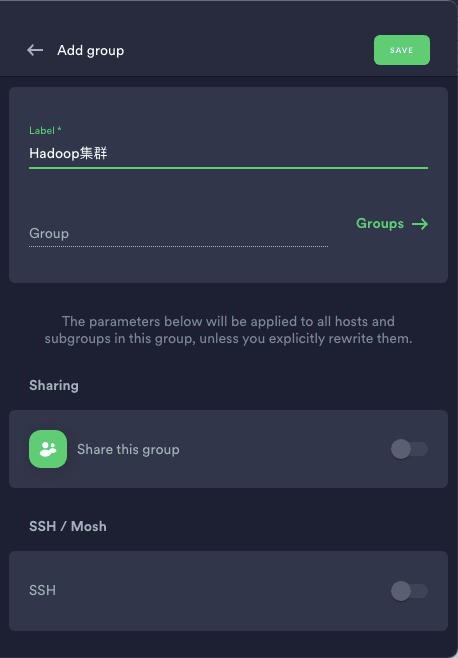 Add group
SAVE
Label *
Hadoop集群
Group
Groups
The parameters below will be applied to all hosts and
subgroups in this group, unless you explicitly rewrite them.
Sharing
Share this group
SSH / Mosh
SSH